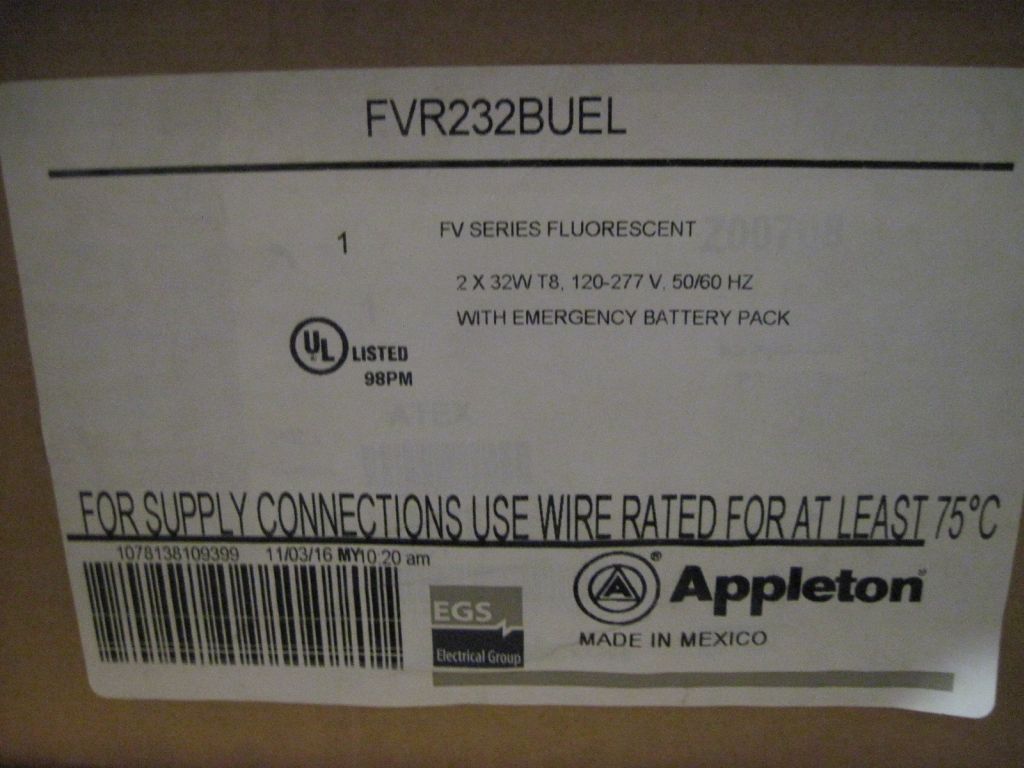 FVR232BUEL
1
FV SERIES FLUORESCENT
2 X 32W T8, 120-277 V, 50/60 HZ
WITH EMERGENCY BATTERY PACK
UL LISTED
98PM
ATEX
FOR SUPPLY CONNECTIONS USE WIRE RATED FOR AT LEAST 75°C
1078138109399 11/03/16 MY10:20 am
EGS
Electrical Group
A Appleton®
MADE IN MEXICO